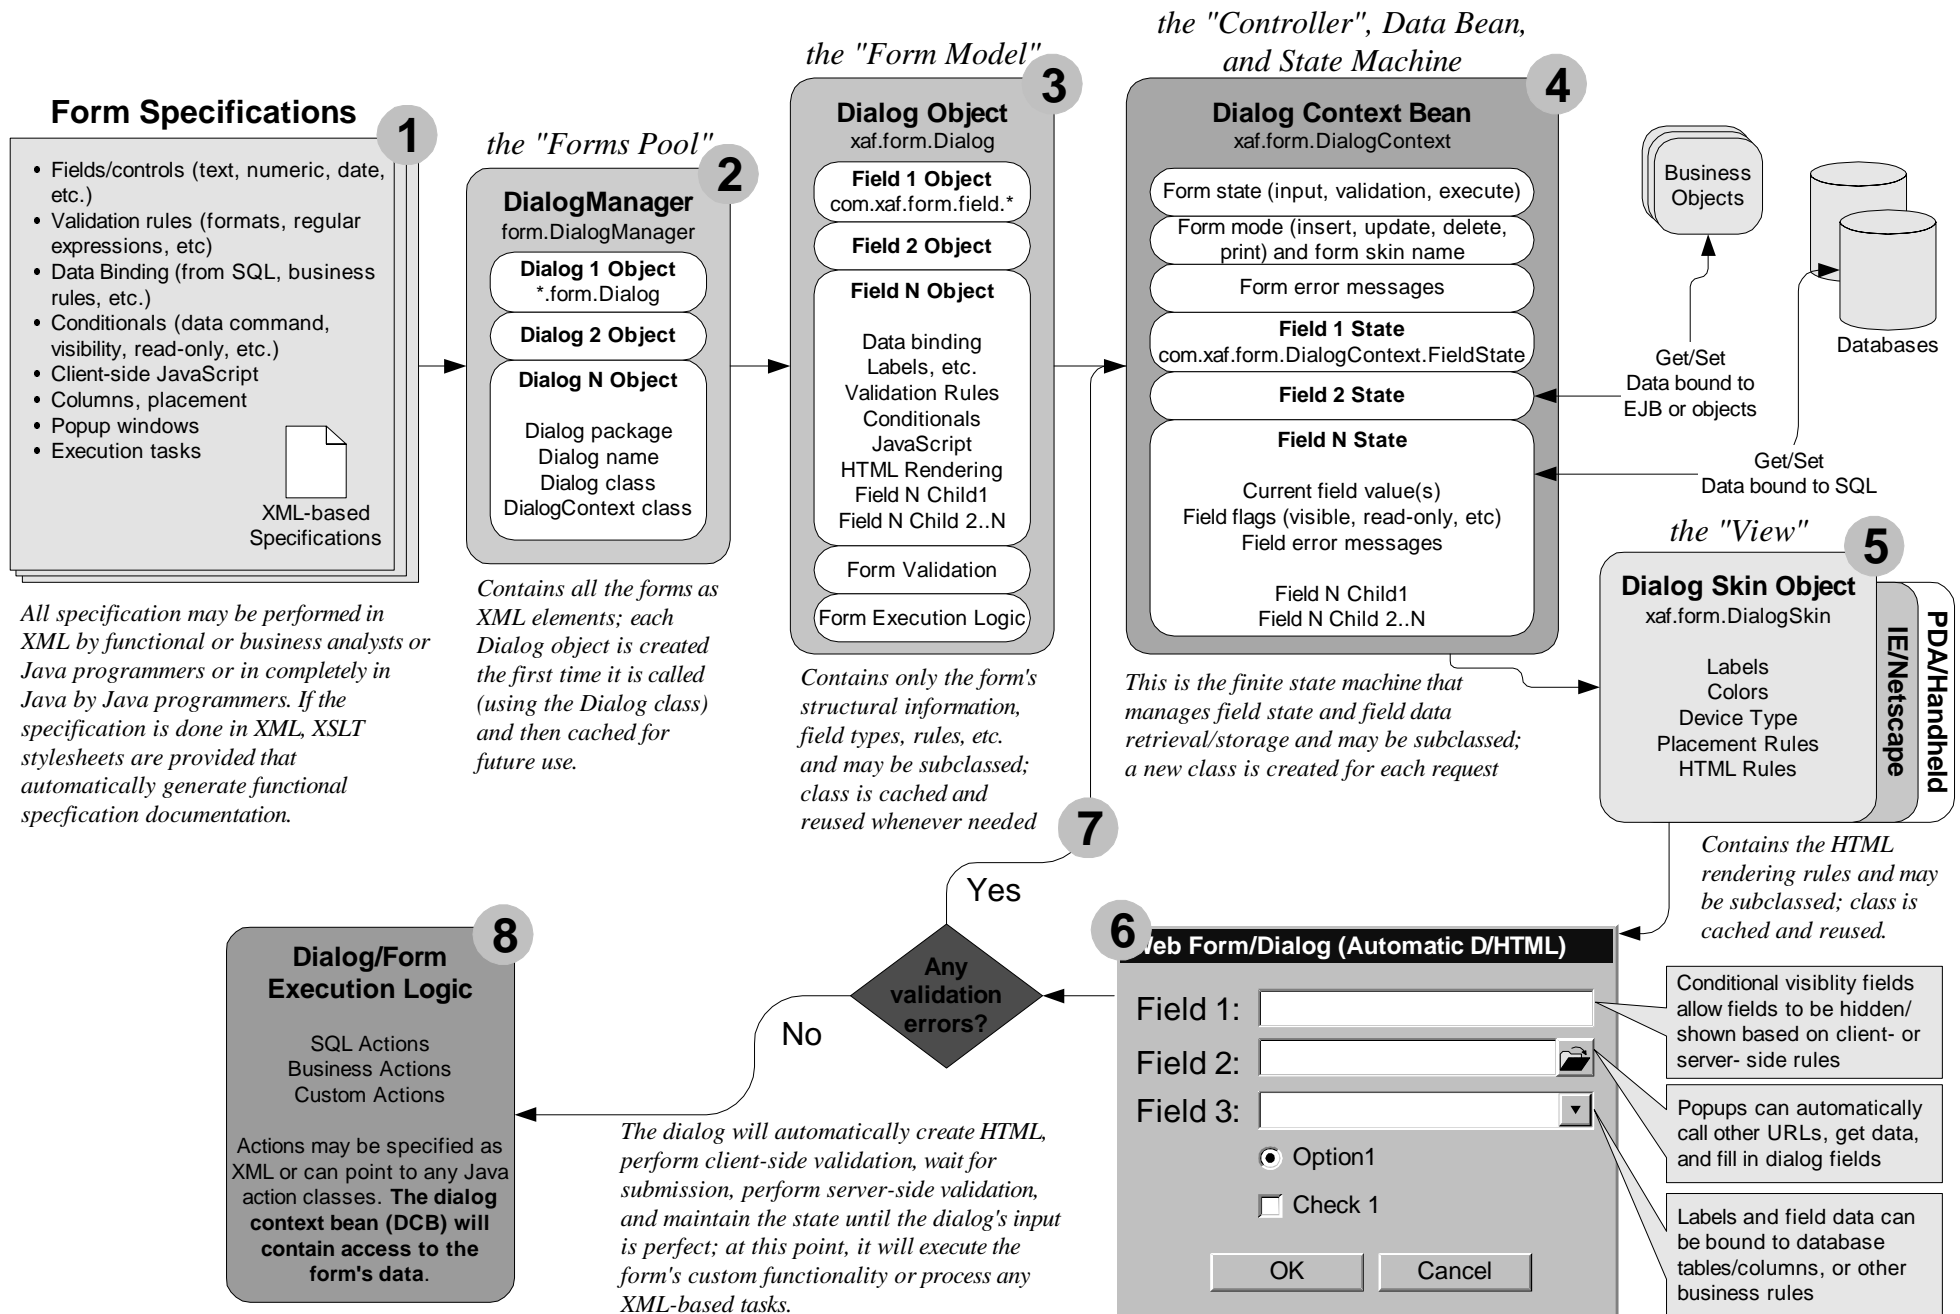 Form Specifications
1
• Fields/controls (text, numeric, date,
etc.)
• Validation rules (formats, regular
expressions, etc)
• Data Binding (from SQL, business
rules, etc.)
• Conditionals (data command,
visibility, read-only, etc.)
• Client-side JavaScript
• Columns, placement
• Popup windows
• Execution tasks
XML-based
Specifications
All specification may be performed in
XML by functional or business analysts or
Java programmers or in completely in
Java by Java programmers. If the
specification is done in XML, XSLT
stylesheets are provided that
automatically generate functional
specfication documentation.
the "Forms Pool"
2
DialogManager
form.DialogManager
Dialog 1 Object
*.form.Dialog
Dialog 2 Object
Dialog N Object
Dialog package
Dialog name
Dialog class
DialogContext class
Contains all the forms as
XML elements; each
Dialog object is created
the first time it is called
(using the Dialog class)
and then cached for
future use.
the "Form Model"
3
Dialog Object
xaf.form.Dialog
Field 1 Object
com.xaf.form.field.*
Field 2 Object
Field N Object
Data binding
Labels, etc.
Validation Rules
Conditionals
JavaScript
HTML Rendering
Field N Child1
Field N Child 2..N
Form Validation
Form Execution Logic
Contains only the form's
structural information,
field types, rules, etc.
and may be subclassed;
class is cached and
reused whenever needed
the "Controller", Data Bean,
and State Machine
4
Dialog Context Bean
xaf.form.DialogContext
Form state (input, validation, execute)
Form mode (insert, update, delete,
print) and form skin name
Form error messages
Field 1 State
com.xaf.form.DialogContext.FieldState
Field 2 State
Field N State
Current field value(s)
Field flags (visible, read-only, etc)
Field error messages
Field N Child1
Field N Child 2..N
This is the finite state machine that
manages field state and field data
retrieval/storage and may be subclassed;
a new class is created for each request
Business
Objects
Databases
Get/Set
Data bound to
EJB or objects
Get/Set
Data bound to SQL
the "View"
5
Dialog Skin Object
xaf.form.DialogSkin
Labels
Colors
Device Type
Placement Rules
HTML Rules
IE/Netscape
PDA/Handheld
Contains the HTML
rendering rules and may
be subclassed; class is
cached and reused.
6
eb Form/Dialog (Automatic D/HTML)
Field 1:
Field 2:
Field 3:
Option1
Check 1
OK
Cancel
Conditional visiblity fields
allow fields to be hidden/
shown based on client- or
server- side rules
Popups can automatically
call other URLs, get data,
and fill in dialog fields
Labels and field data can
be bound to database
tables/columns, or other
business rules
7
Yes
Any
validation
errors?
No
The dialog will automatically create HTML,
perform client-side validation, wait for
submission, perform server-side validation,
and maintain the state until the dialog's input
is perfect; at this point, it will execute the
form's custom functionality or process any
XML-based tasks.
8
Dialog/Form
Execution Logic
SQL Actions
Business Actions
Custom Actions
Actions may be specified as
XML or can point to any Java
action classes. The dialog
context bean (DCB) will
contain access to the
form's data.